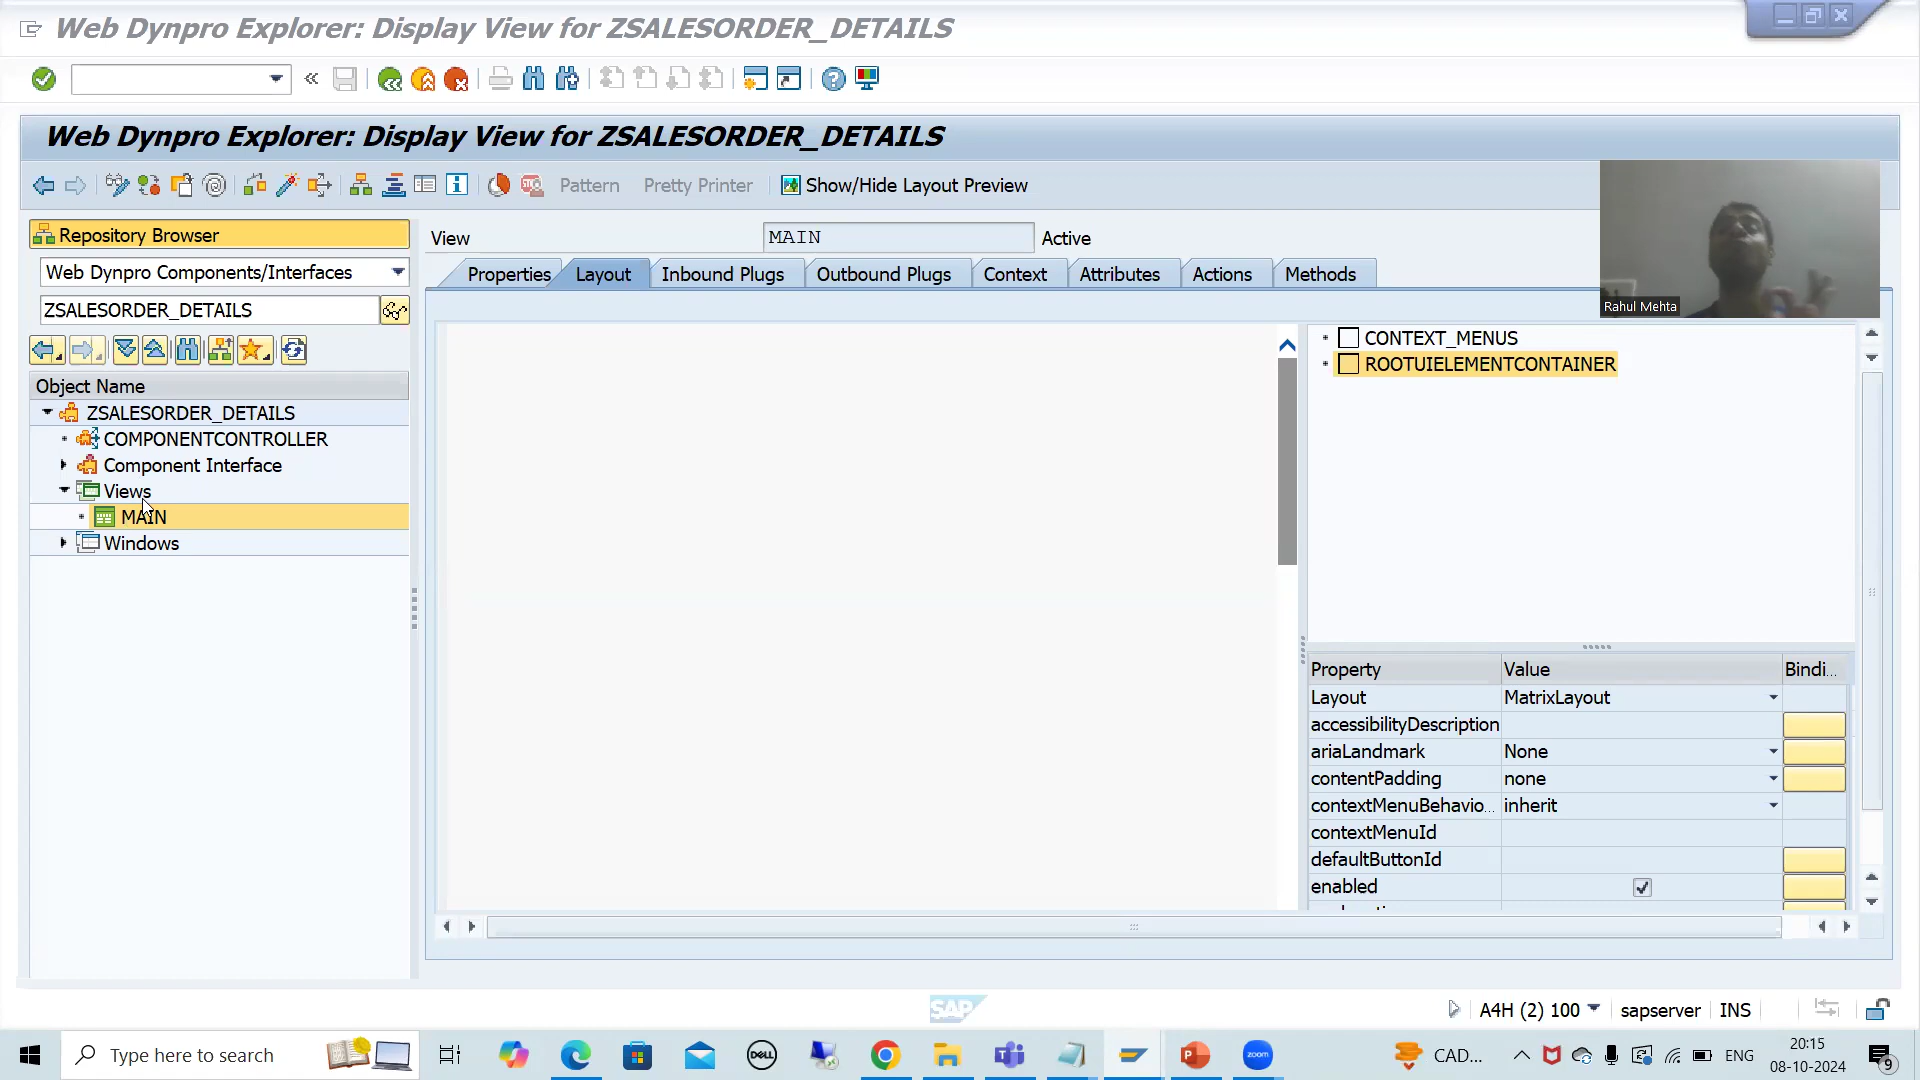 Web Dynpro Explorer: Display View for ZSALESORDER_DETAILS
Web Dynpro Explorer: Display View for ZSALESORDER_DETAILS
Pattern Pretty Printer Show/Hide Layout Preview
Repository Browser
Web Dynpro Components/Interfaces
ZSALESORDER_DETAILS
Object Name
ZSALESORDER_DETAILS
COMPONENTCONTROLLER
Component Interface
Views
MAIN
Windows
View MAIN Active
Properties Layout Inbound Plugs Outbound Plugs Context Attributes Actions Methods
Rahul Mehta
CONTEXT_MENUS
ROOTUIELEMENTCONTAINER
Property Value Bindi...
Layout MatrixLayout
accessibilityDescription
ariaLandmark None
contentPadding none
contextMenuBehavio... inherit
contextMenuId
defaultButtonId
enabled
SAP
A4H (2) 100 sapserver INS
Type here to search
DELL
zoom
CAD...
ENG
20:15
08-10-2024
9